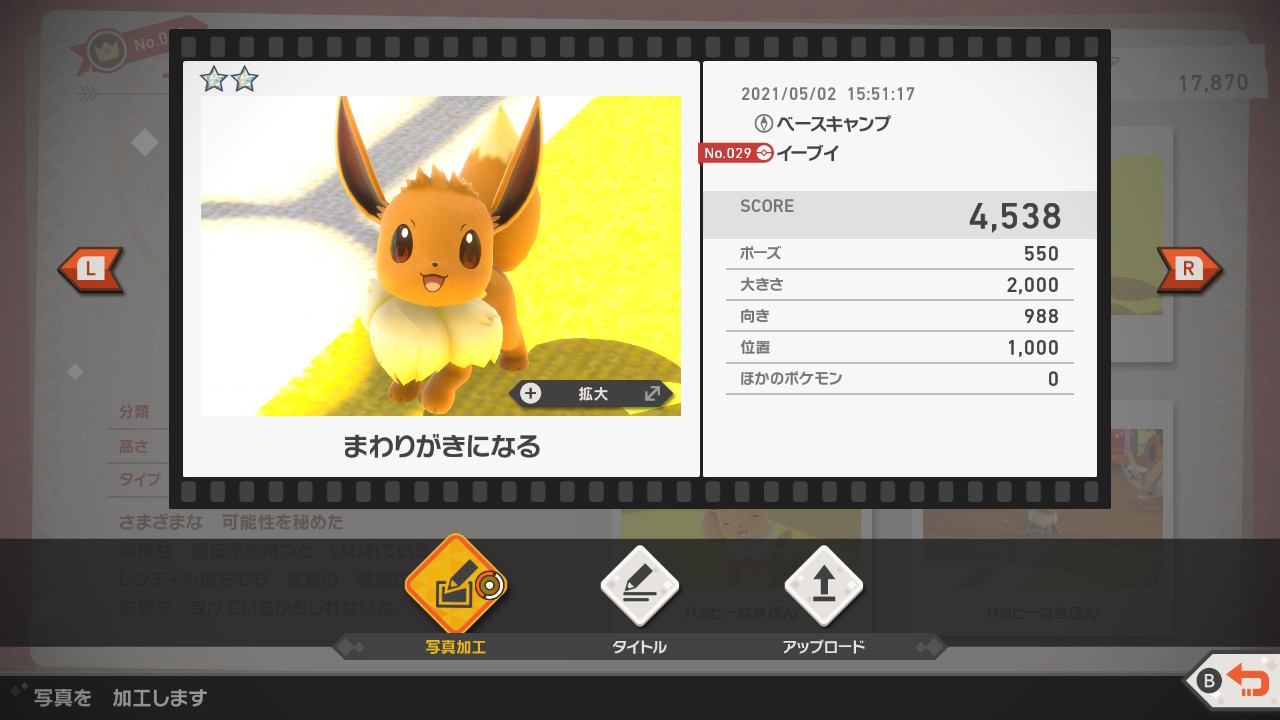 No.0
17,870
2021/05/02 15:51:17
ベースキャンプ
No.029 イーブイ
SCORE 4,538
ポーズ 550
大きさ 2,000
向き 988
位置 1,000
ほかのポケモン 0
L
R
+ 拡大
まわりがきになる
分類
高さ
タイプ
さまざまな 可能性を秘めた
特殊な 遺伝子を持つと いわれている
レンティル地方でも 各島の 環境
影響を 受けているかもしれないわ。
ハッピーなきぶん
ハッピーなきぶん
写真加工
タイトル
アップロード
写真を 加工します
B